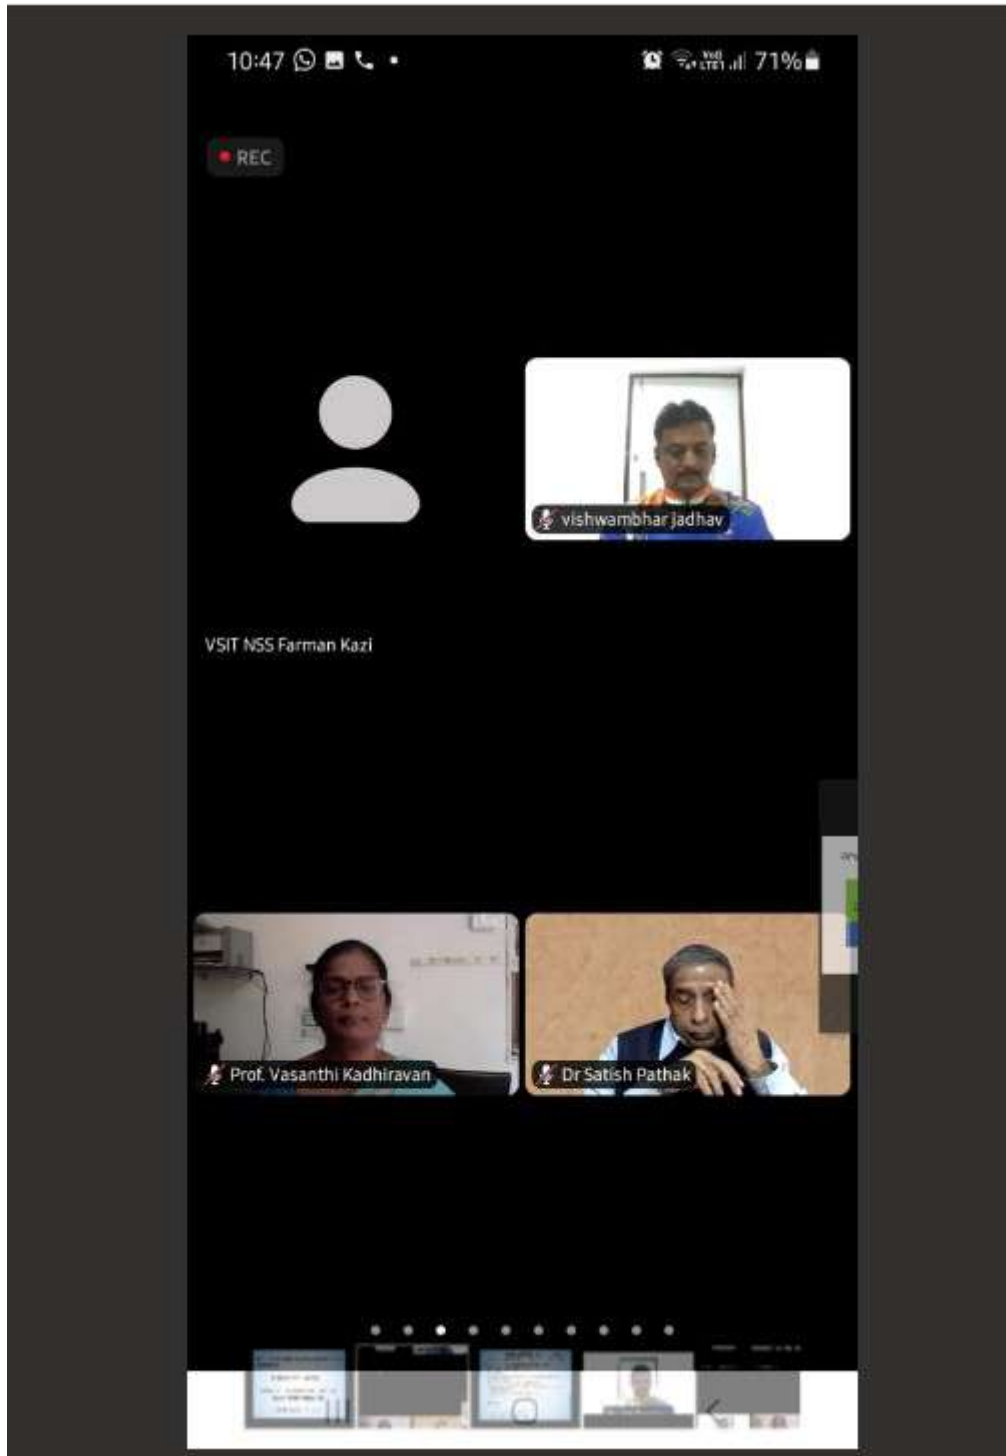 10:47 71%
REC
vishwambhar jadhav
VSIT NSS Farman Kazi
Prof. Vasanthi Kadhiravan
Dr Satish Pathak